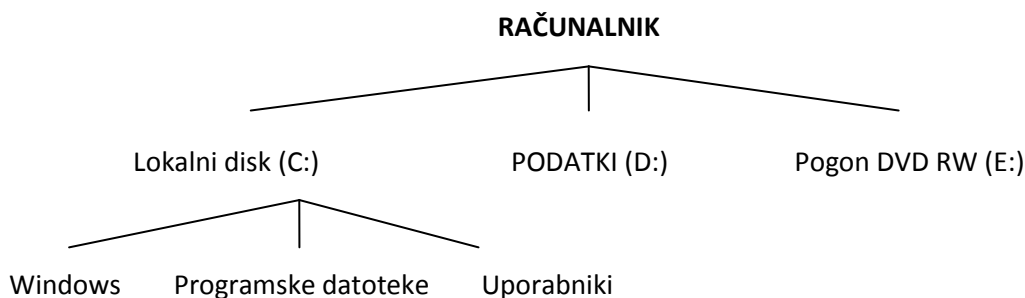 RAČUNALNIK
Lokalni disk (C:) PODATKI (D:) Pogon DVD RW (E:)
Windows Programske datoteke Uporabniki